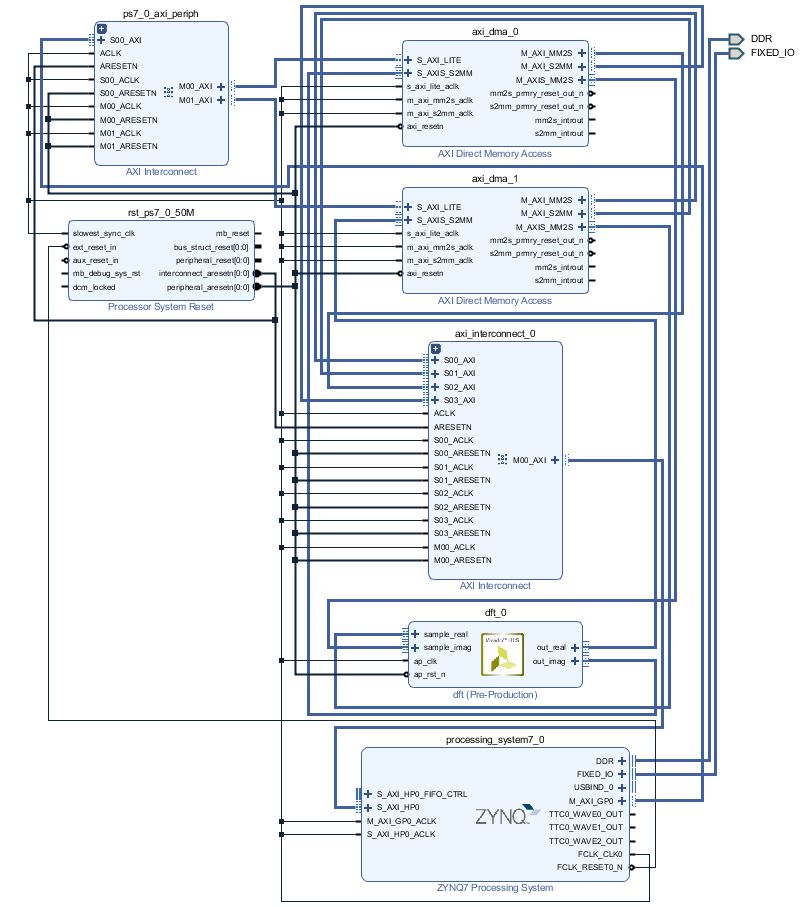 ps7_0_axi_periph
S00_AXI
ACLK
ARESETN
S00_ACLK
S00_ARESETN
M00_ACLK
M00_ARESETN
M01_ACLK
M01_ARESETN
M00_AXI
M01_AXI
AXI Interconnect
axi_dma_0
S_AXI_LITE
S_AXIS_S2MM
s_axi_lite_aclk
m_axi_mm2s_aclk
m_axi_s2mm_aclk
axi_resetn
M_AXI_MM2S
M_AXI_S2MM
M_AXIS_MM2S
mm2s_prmry_reset_out_n
s2mm_prmry_reset_out_n
mm2s_introut
s2mm_introut
AXI Direct Memory Access
DDR
FIXED_IO
axi_dma_1
S_AXI_LITE
S_AXIS_S2MM
s_axi_lite_aclk
m_axi_mm2s_aclk
m_axi_s2mm_aclk
axi_resetn
M_AXI_MM2S
M_AXI_S2MM
M_AXIS_MM2S
mm2s_prmry_reset_out_n
s2mm_prmry_reset_out_n
mm2s_introut
s2mm_introut
AXI Direct Memory Access
rst_ps7_0_50M
slowest_sync_clk
ext_reset_in
aux_reset_in
mb_debug_sys_rst
dcm_locked
mb_reset
bus_struct_reset[0:0]
peripheral_reset[0:0]
interconnect_aresetn[0:0]
peripheral_aresetn[0:0]
Processor System Reset
axi_interconnect_0
S00_AXI
S01_AXI
S02_AXI
S03_AXI
ACLK
ARESETN
S00_ACLK
S00_ARESETN
S01_ACLK
S01_ARESETN
S02_ACLK
S02_ARESETN
S03_ACLK
S03_ARESETN
M00_ACLK
M00_ARESETN
M00_AXI
AXI Interconnect
dft_0
sample_real
sample_imag
ap_clk
ap_rst_n
Vivado™ HLS
out_real
out_imag
dft (Pre-Production)
processing_system7_0
S_AXI_HP0_FIFO_CTRL
S_AXI_HP0
M_AXI_GP0_ACLK
S_AXI_HP0_ACLK
ZYNQ
DDR
FIXED_IO
USBIND_0
M_AXI_GP0
TTC0_WAVE0_OUT
TTC0_WAVE1_OUT
TTC0_WAVE2_OUT
FCLK_CLK0
FCLK_RESET0_N
ZYNQ7 Processing System